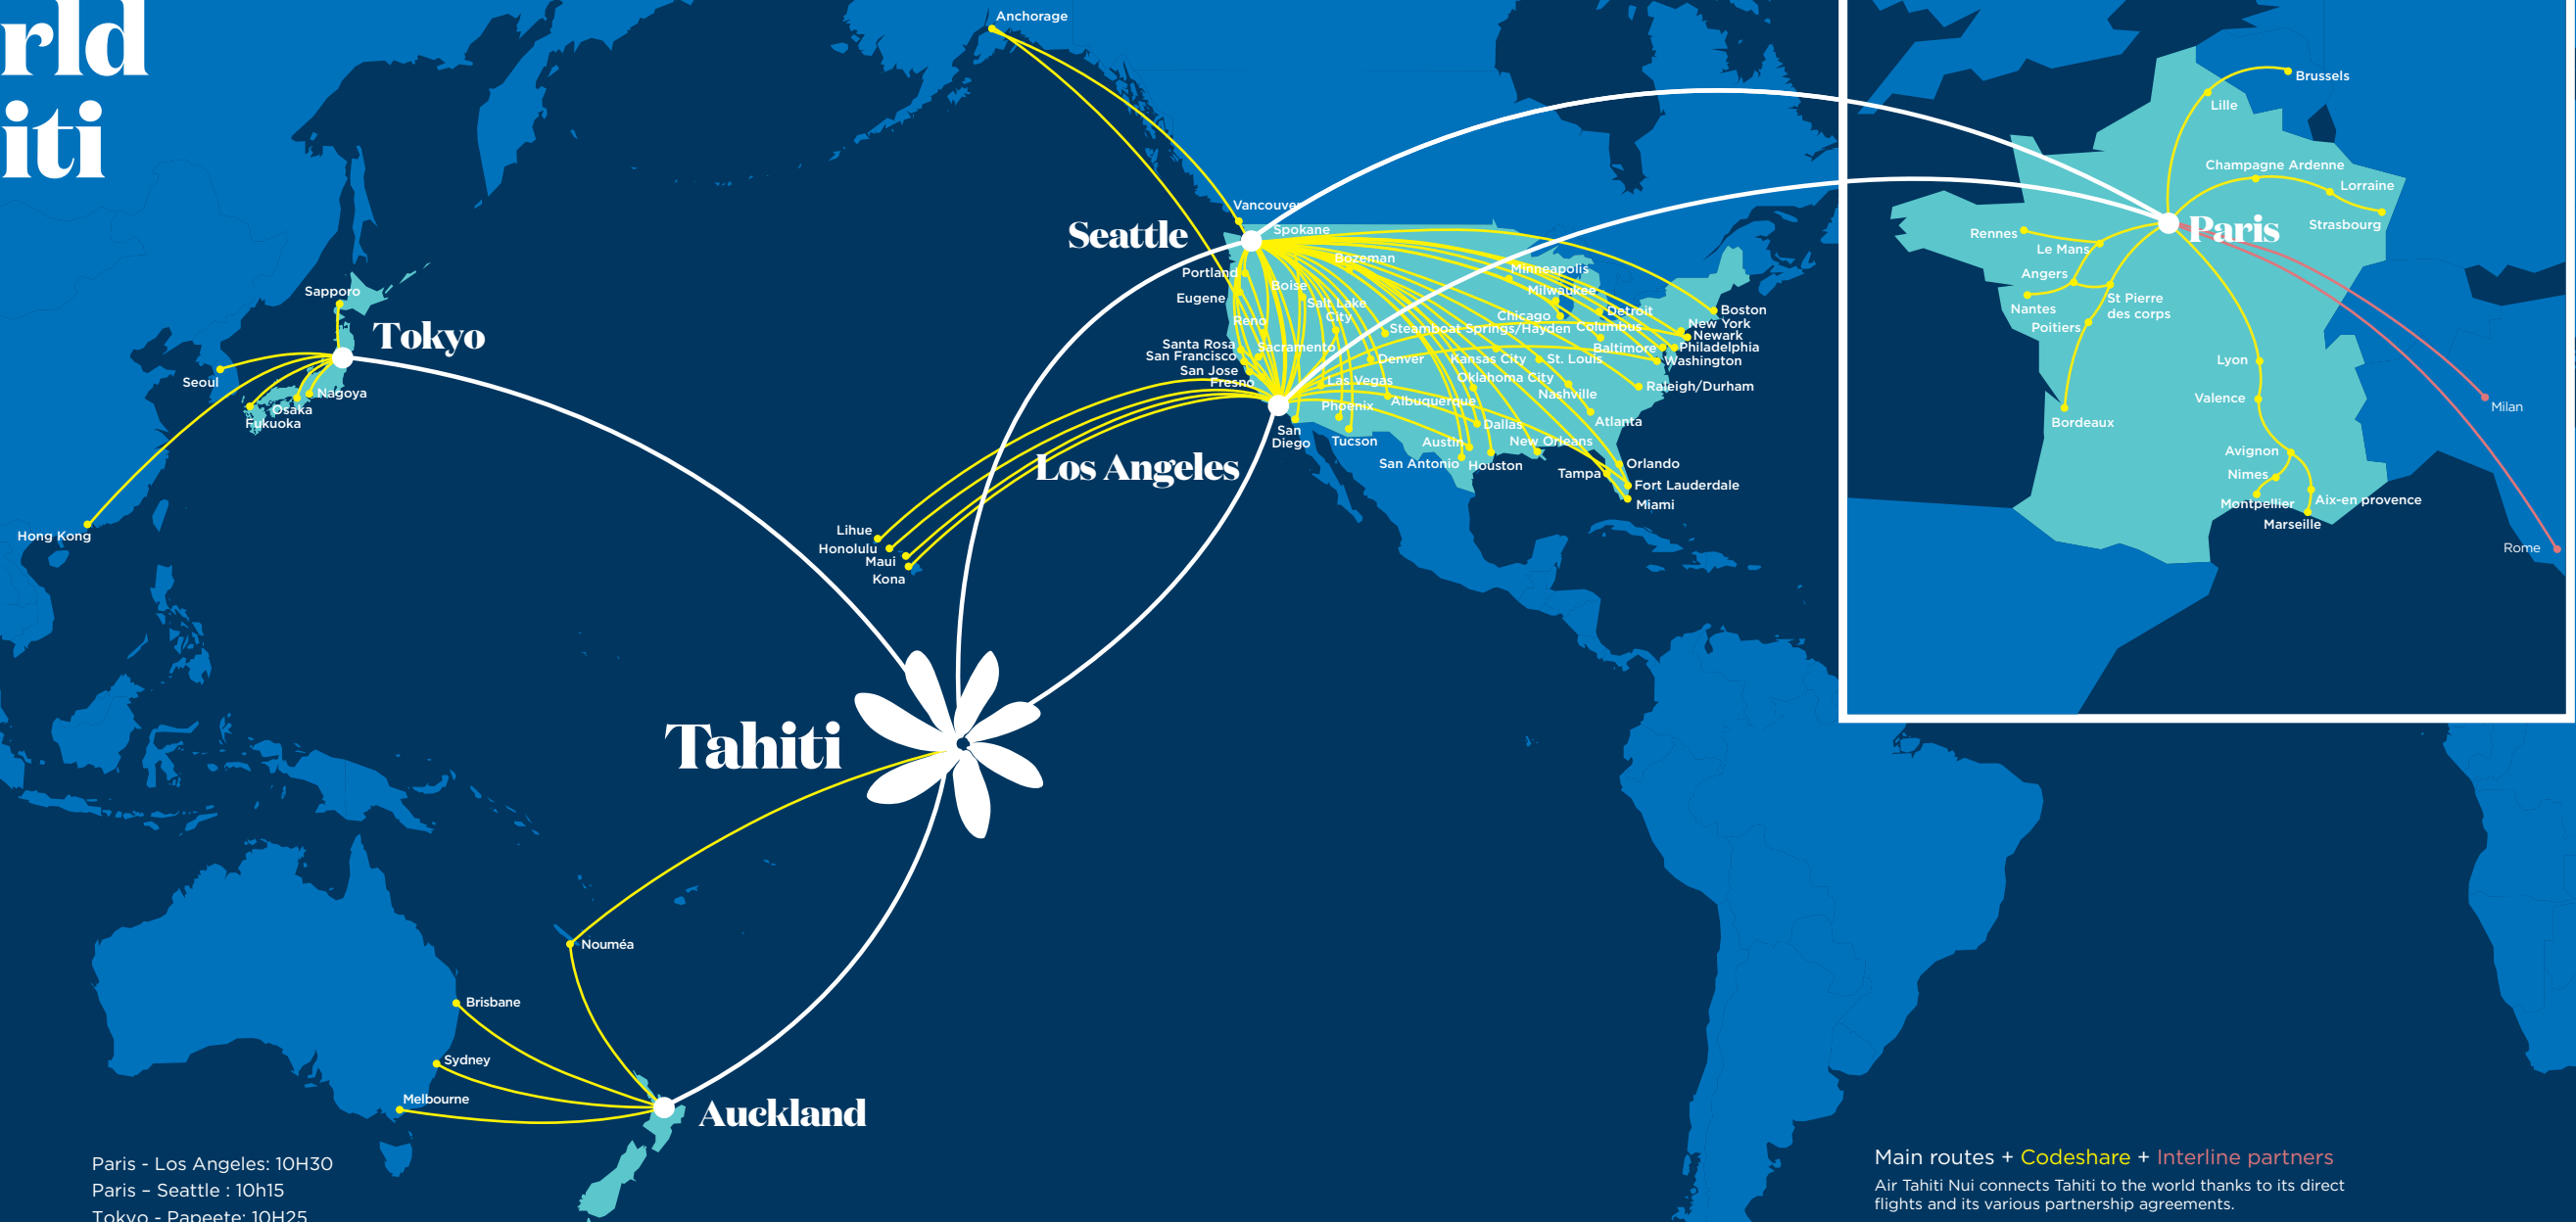 rld
iti
Anchorage
Vancouver
Seattle
Spokane
Portland
Bozeman
Minneapolis
Eugene
Boise
Milwaukee
Salt Lake
City
Chicago
Detroit
Boston
Reno
Steamboat Springs/Hayden
Columbus
New York
Newark
Santa Rosa
Sacramento
Baltimore
Philadelphia
San Francisco
Denver
Kansas City
St. Louis
Washington
San Jose
Fresno
Las Vegas
Oklahoma City
Nashville
Raleigh/Durham
Phoenix
Albuquerque
Atlanta
San
Diego
Tucson
Dallas
Austin
New Orleans
Los Angeles
San Antonio
Houston
Tampa
Orlando
Fort Lauderdale
Miami
Sapporo
Tokyo
Seoul
Nagoya
Osaka
Fukuoka
Hong Kong
Lihue
Honolulu
Maui
Kona
Tahiti
Nouméa
Brisbane
Sydney
Melbourne
Auckland
Brussels
Lille
Champagne Ardenne
Lorraine
Strasbourg
Paris
Rennes
Le Mans
Angers
Nantes
St Pierre
des corps
Poitiers
Bordeaux
Lyon
Valence
Avignon
Nimes
Montpellier
Aix-en provence
Marseille
Milan
Rome
Paris - Los Angeles: 10H30
Paris – Seattle : 10h15
Tokyo - Papeete: 10H25
Main routes + Codeshare + Interline partners
Air Tahiti Nui connects Tahiti to the world thanks to its direct
flights and its various partnership agreements.